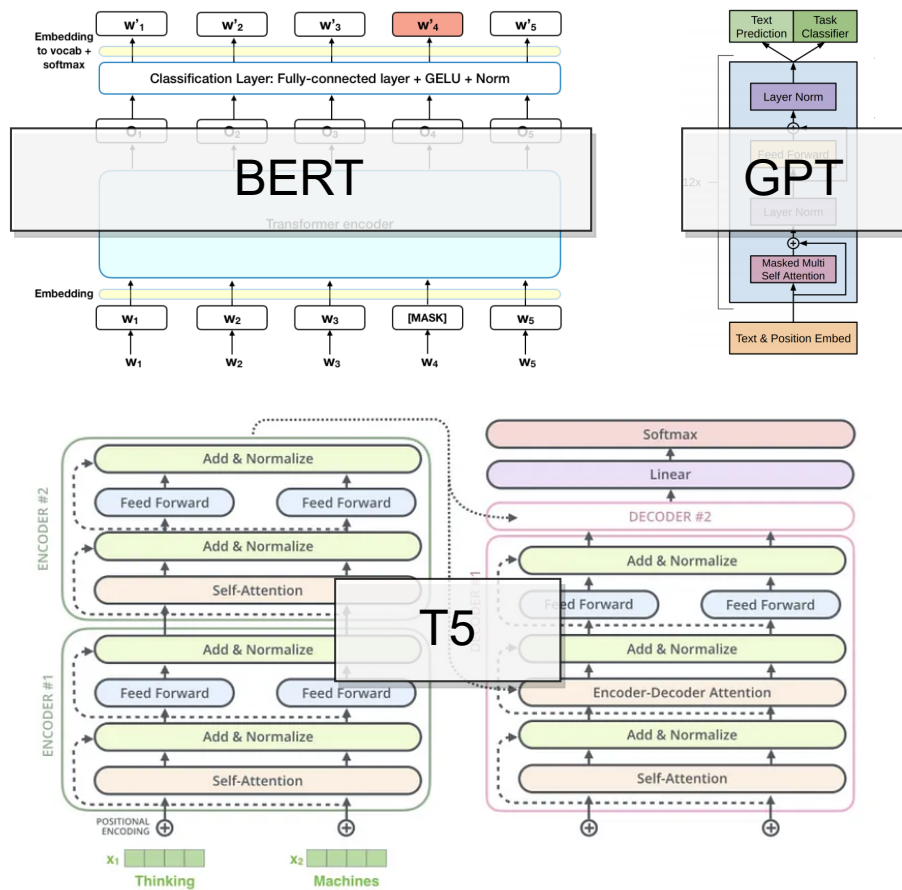 Embedding to vocab + softmax
w'1 w'2 w'3 w'4 w'5
Classification Layer: Fully-connected layer + GELU + Norm
O1 O2 O3 O4 O5
BERT
Transformer encoder
Embedding
w1 w2 w3 [MASK] w5
w1 w2 w3 w4 w5
Text Prediction
Task Classifier
Layer Norm
Feed Forward
12x
GPT
Layer Norm
Masked Multi Self Attention
Text & Position Embed
ENCODER #2
Add & Normalize
Feed Forward Feed Forward
Add & Normalize
Self-Attention
ENCODER #1
Add & Normalize
Feed Forward Feed Forward
Add & Normalize
Self-Attention
POSITIONAL ENCODING
x1 x2
Thinking Machines
T5
Softmax
Linear
DECODER #2
DECODER #1
Add & Normalize
Feed Forward Feed Forward
Add & Normalize
Encoder-Decoder Attention
Add & Normalize
Self-Attention